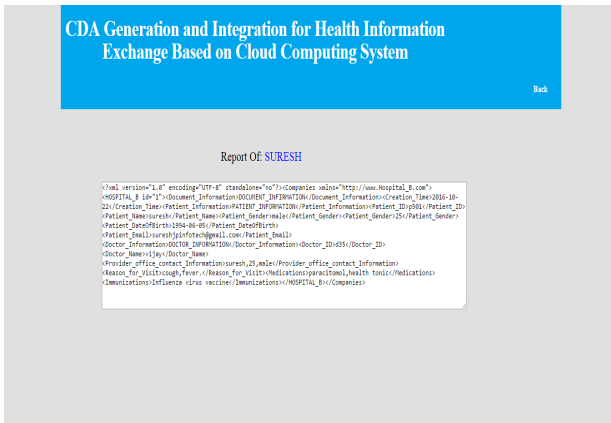 CDA Generation and Integration for Health Information
Exchange Based on Cloud Computing System
Back
Report Of: SURESH
<?xml version="1.0" encoding="UTF-8" standalone="no"?><Companies xmlns="http://www.Hospital_B.com">
<HOSPITAL_B id="1"><Document_Information>DOCUMENT_INFIRMATION</Document_Information><Creation_Time>2016-10-
22</Creation_Time><Patient_Information>PATIENT_INFORMATION</Patient_Information><Patient_ID>p501</Patient_ID>
<Patient_Name>suresh</Patient_Name><Patient_Gender>male</Patient_Gender><Patient_Gender>25</Patient_Gender>
<Patient_DateOfBirth>1994-06-05</Patient_DateOfBirth>
<Patient_Email>sureshjpinfotech@gmail.com</Patient_Email>
<Doctor_Information>DOCTOR_INFORMATION</Doctor_Information><Doctor_ID>d35</Doctor_ID>
<Doctor_Name>vijay</Doctor_Name>
<Provider_office_contact_Information>suresh,25,male</Provider_office_contact_Information>
<Reason_for_Visit>cough,fever.</Reason_for_Visit><Medications>paracitomol,health tonic</Medications>
<Immunizations>Influenza virus vaccine</Immunizations></HOSPITAL_B></Companies>